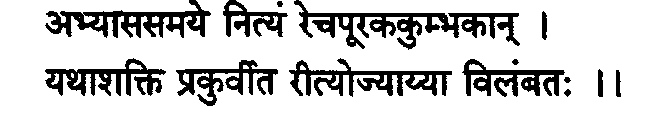 अभ्याससमये नित्यं रेचपूरककुम्भकान् ।
यथाशक्ति प्रकुर्वीत रीत्योज्याय्या विलंबतः ।।